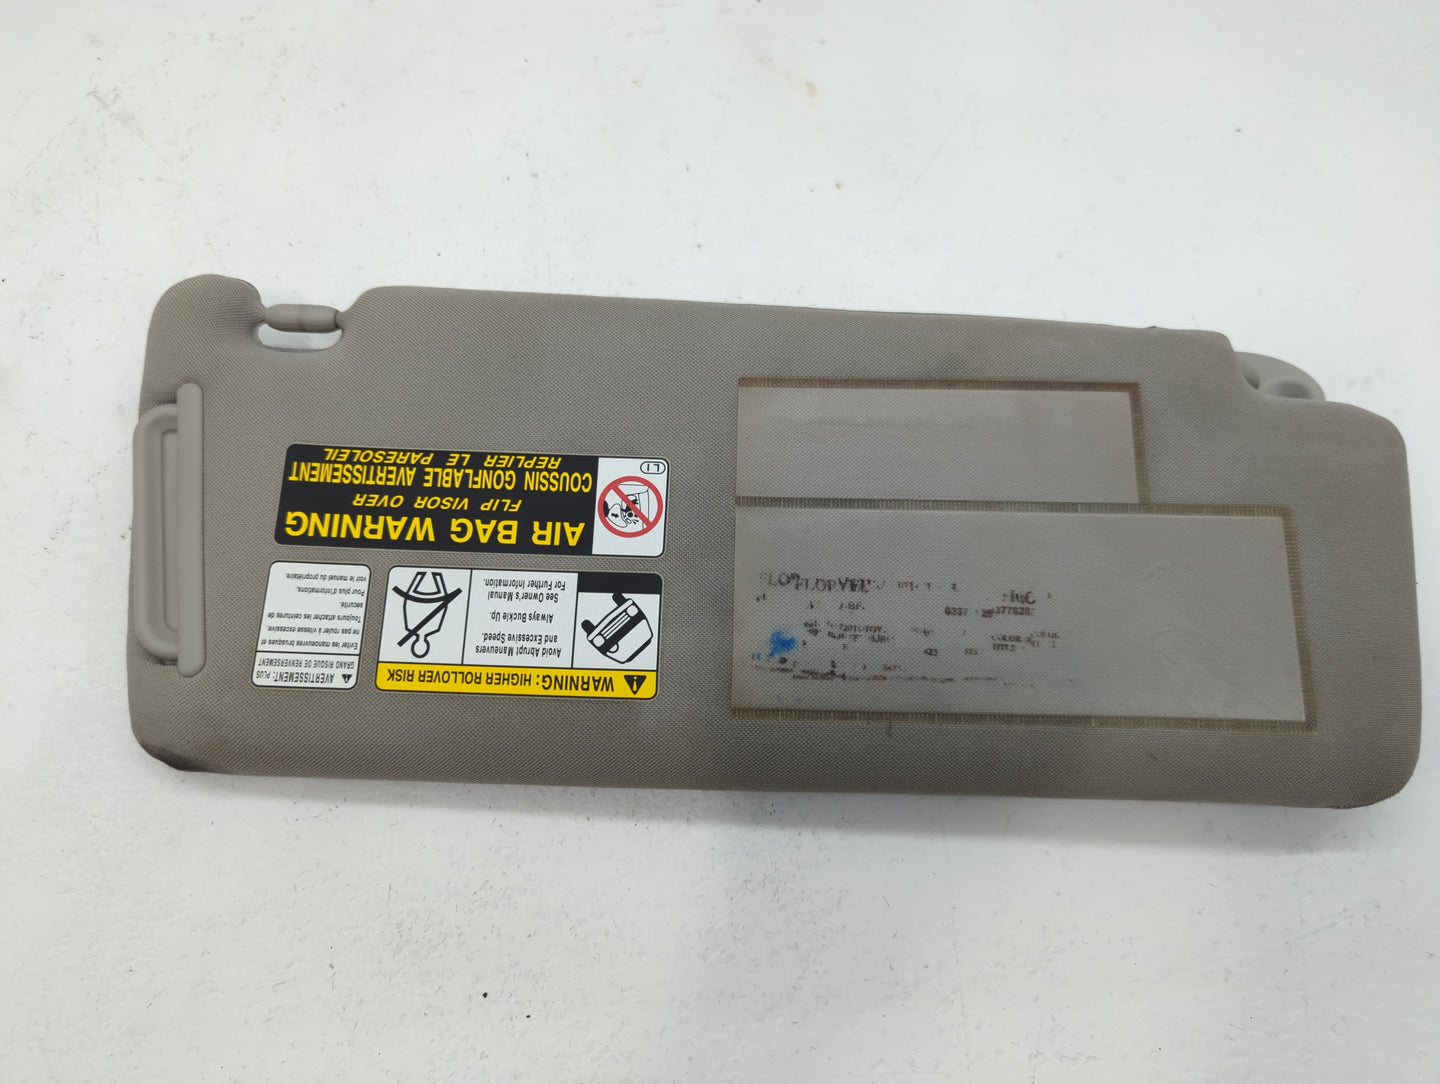 AIR BAG WARNING
FLIP VISOR OVER
COUSSIN GONFLABLE AVERTISSEMENT
REPLIER LE PARESOLEIL
L1
WARNING: HIGHER ROLLOVER RISK
Avoid Abrupt Maneuvers
and Excessive Speed.
Always Buckle Up.
See Owner's Manual
For Further Information.
AVERTISSEMENT: PLUS
GRAND RISQUE DE RENVERSEMENT
Eviter les manoeuvres brusques et
ne pas rouler à vitesse excessive.
Toujours attacher les ceintures de
sécurité.
Pour plus d'informations,
voir le manuel du propriétaire.
423